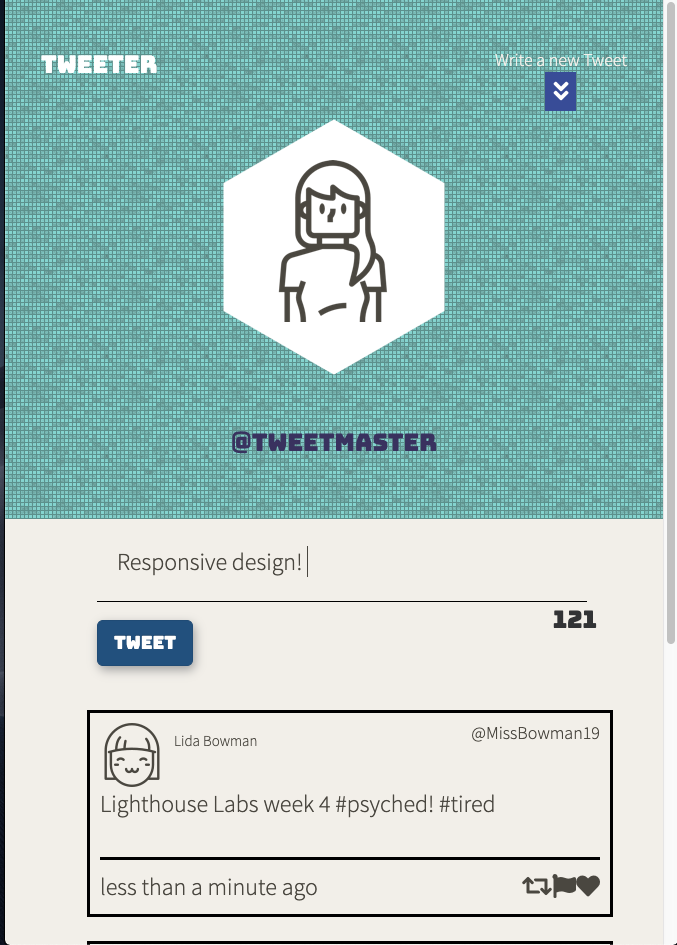 TWEETER
Write a new Tweet
@TWEETMASTER
Responsive design!
121
TWEET
Lida Bowman
@MissBowman19
Lighthouse Labs week 4 #psyched! #tired
less than a minute ago